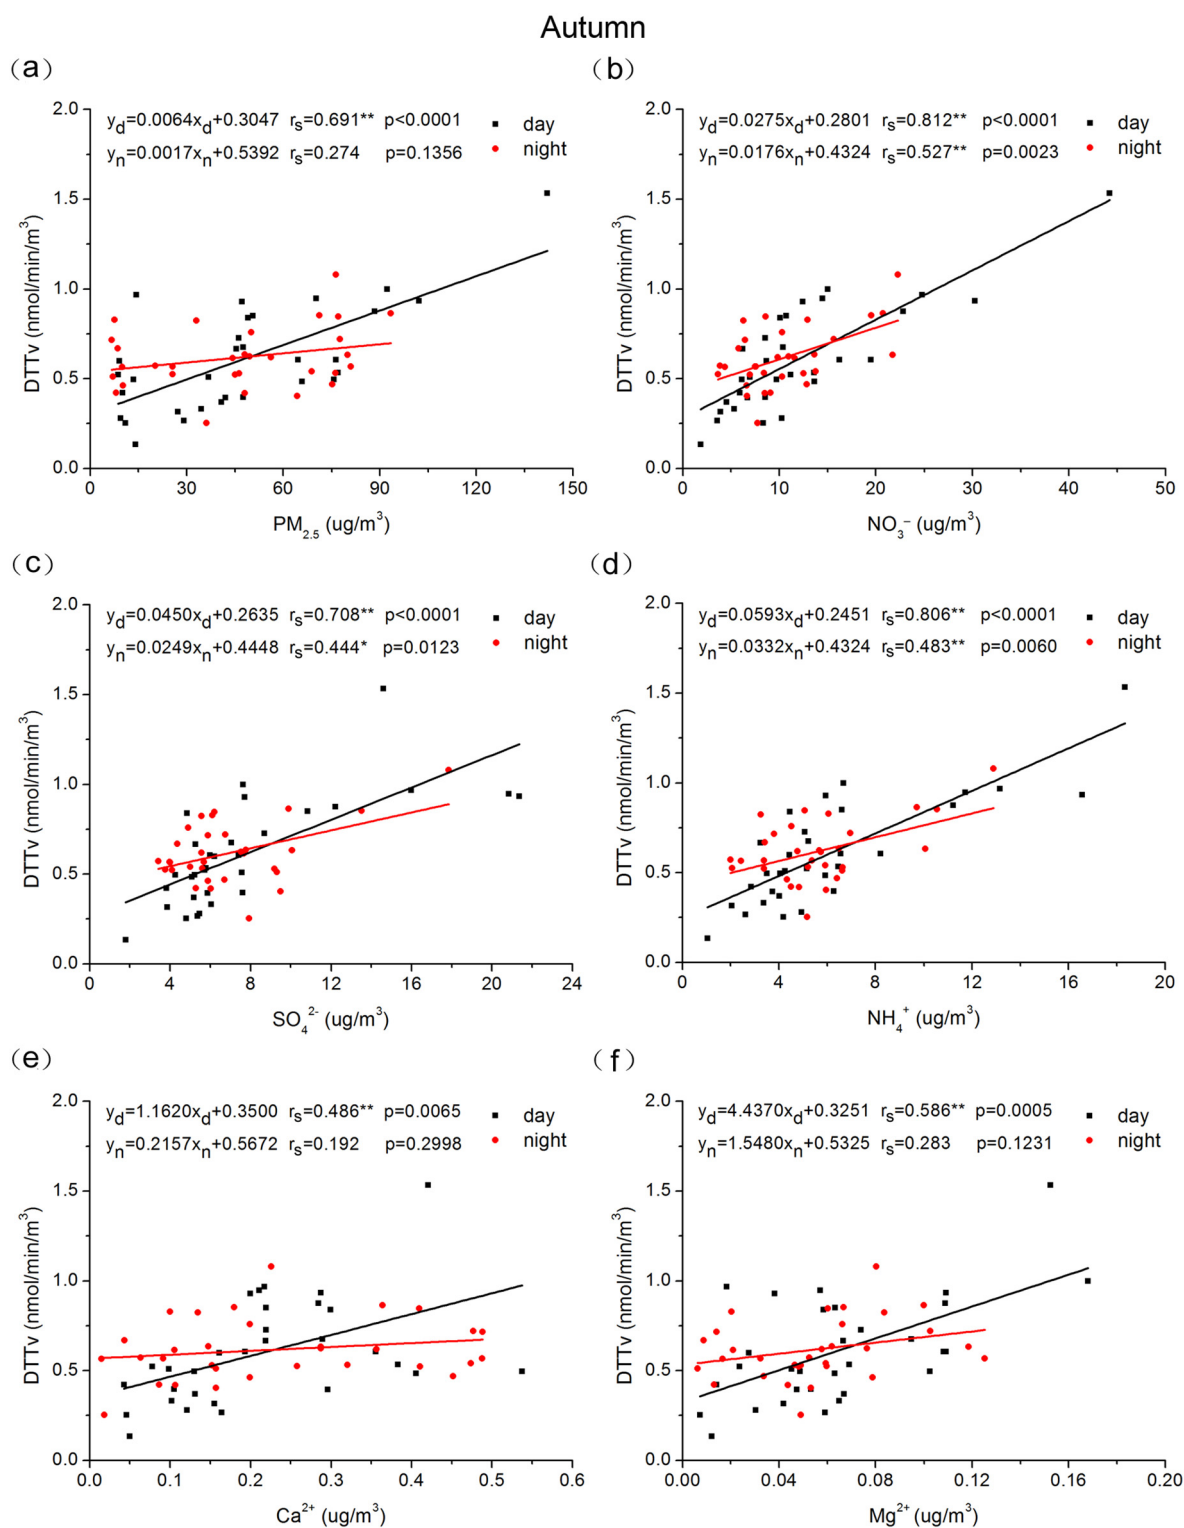 Autumn
(a)
y_d=0.0064x_d+0.3047 r_s=0.691** p<0.0001
y_n=0.0017x_n+0.5392 r_s=0.274 p=0.1356
day
night
DTTv (nmol/min/m³)
2.0
1.5
1.0
0.5
0.0
0 30 60 90 120 150
PM₂.₅ (ug/m³)
(b)
y_d=0.0275x_d+0.2801 r_s=0.812** p<0.0001
y_n=0.0176x_n+0.4324 r_s=0.527** p=0.0023
day
night
DTTv (nmol/min/m³)
2.0
1.5
1.0
0.5
0.0
0 10 20 30 40 50
NO₃⁻ (ug/m³)
(c)
y_d=0.0450x_d+0.2635 r_s=0.708** p<0.0001
y_n=0.0249x_n+0.4448 r_s=0.444* p=0.0123
day
night
DTTv (nmol/min/m³)
2.0
1.5
1.0
0.5
0.0
0 4 8 12 16 20 24
SO₄²⁻ (ug/m³)
(d)
y_d=0.0593x_d+0.2451 r_s=0.806** p<0.0001
y_n=0.0332x_n+0.4324 r_s=0.483** p=0.0060
day
night
DTTv (nmol/min/m³)
2.0
1.5
1.0
0.5
0.0
0 4 8 12 16 20
NH₄⁺ (ug/m³)
(e)
y_d=1.1620x_d+0.3500 r_s=0.486** p=0.0065
y_n=0.2157x_n+0.5672 r_s=0.192 p=0.2998
day
night
DTTv (nmol/min/m³)
2.0
1.5
1.0
0.5
0.0
0.0 0.1 0.2 0.3 0.4 0.5 0.6
Ca²⁺ (ug/m³)
(f)
y_d=4.4370x_d+0.3251 r_s=0.586** p=0.0005
y_n=1.5480x_n+0.5325 r_s=0.283 p=0.1231
day
night
DTTv (nmol/min/m³)
2.0
1.5
1.0
0.5
0.0
0.00 0.04 0.08 0.12 0.16 0.20
Mg²⁺ (ug/m³)